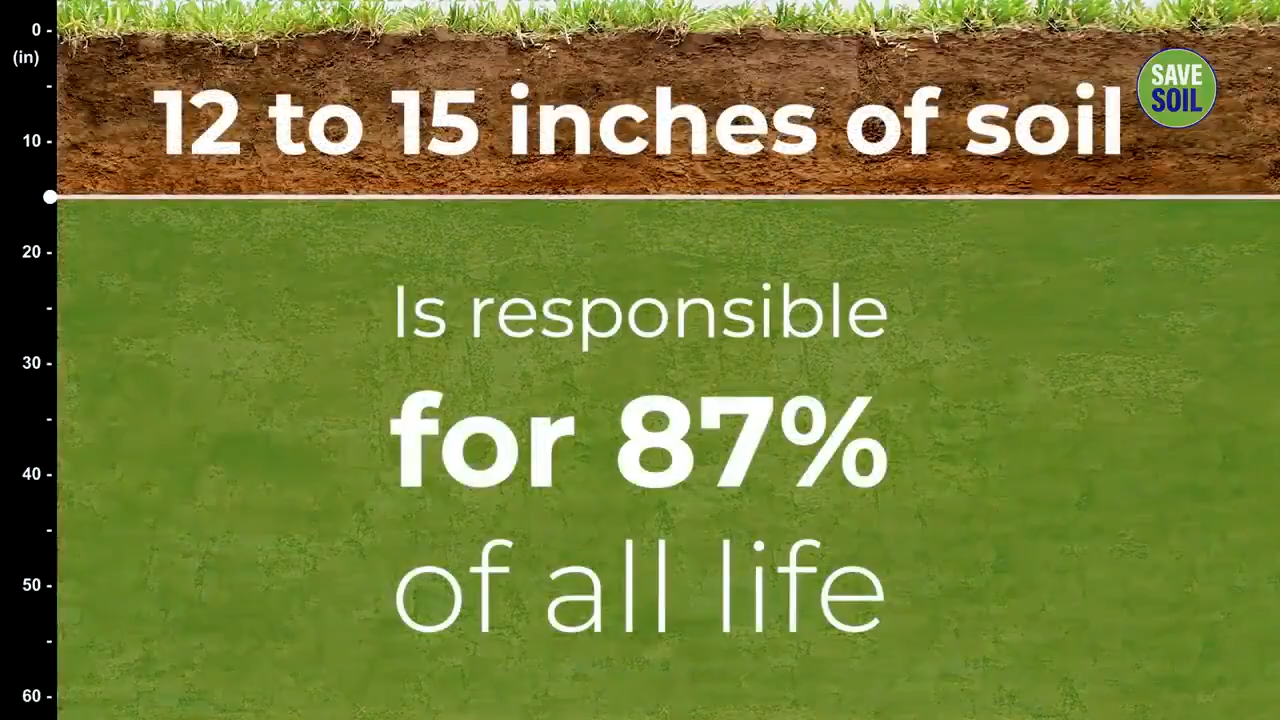 0 -
(in)
-
12 to 15 inches of soil
SAVE
SOIL
10 -
20 -
Is responsible
-
30 -
for 87%
-
40 -
-
of all life
50 -
-
60 -